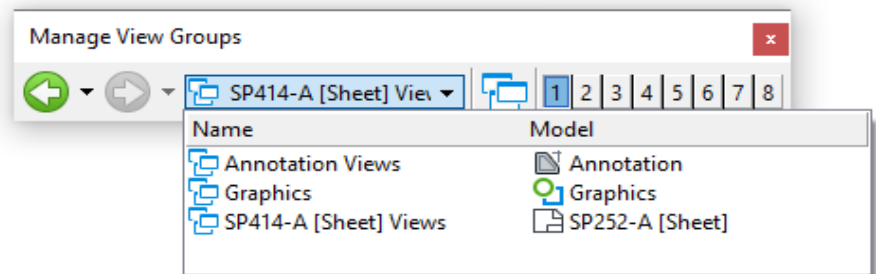 Manage View Groups x
SP414-A [Sheet] Viev 1 2 3 4 5 6 7 8
Name Model
Annotation Views Annotation
Graphics Graphics
SP414-A [Sheet] Views SP252-A [Sheet]